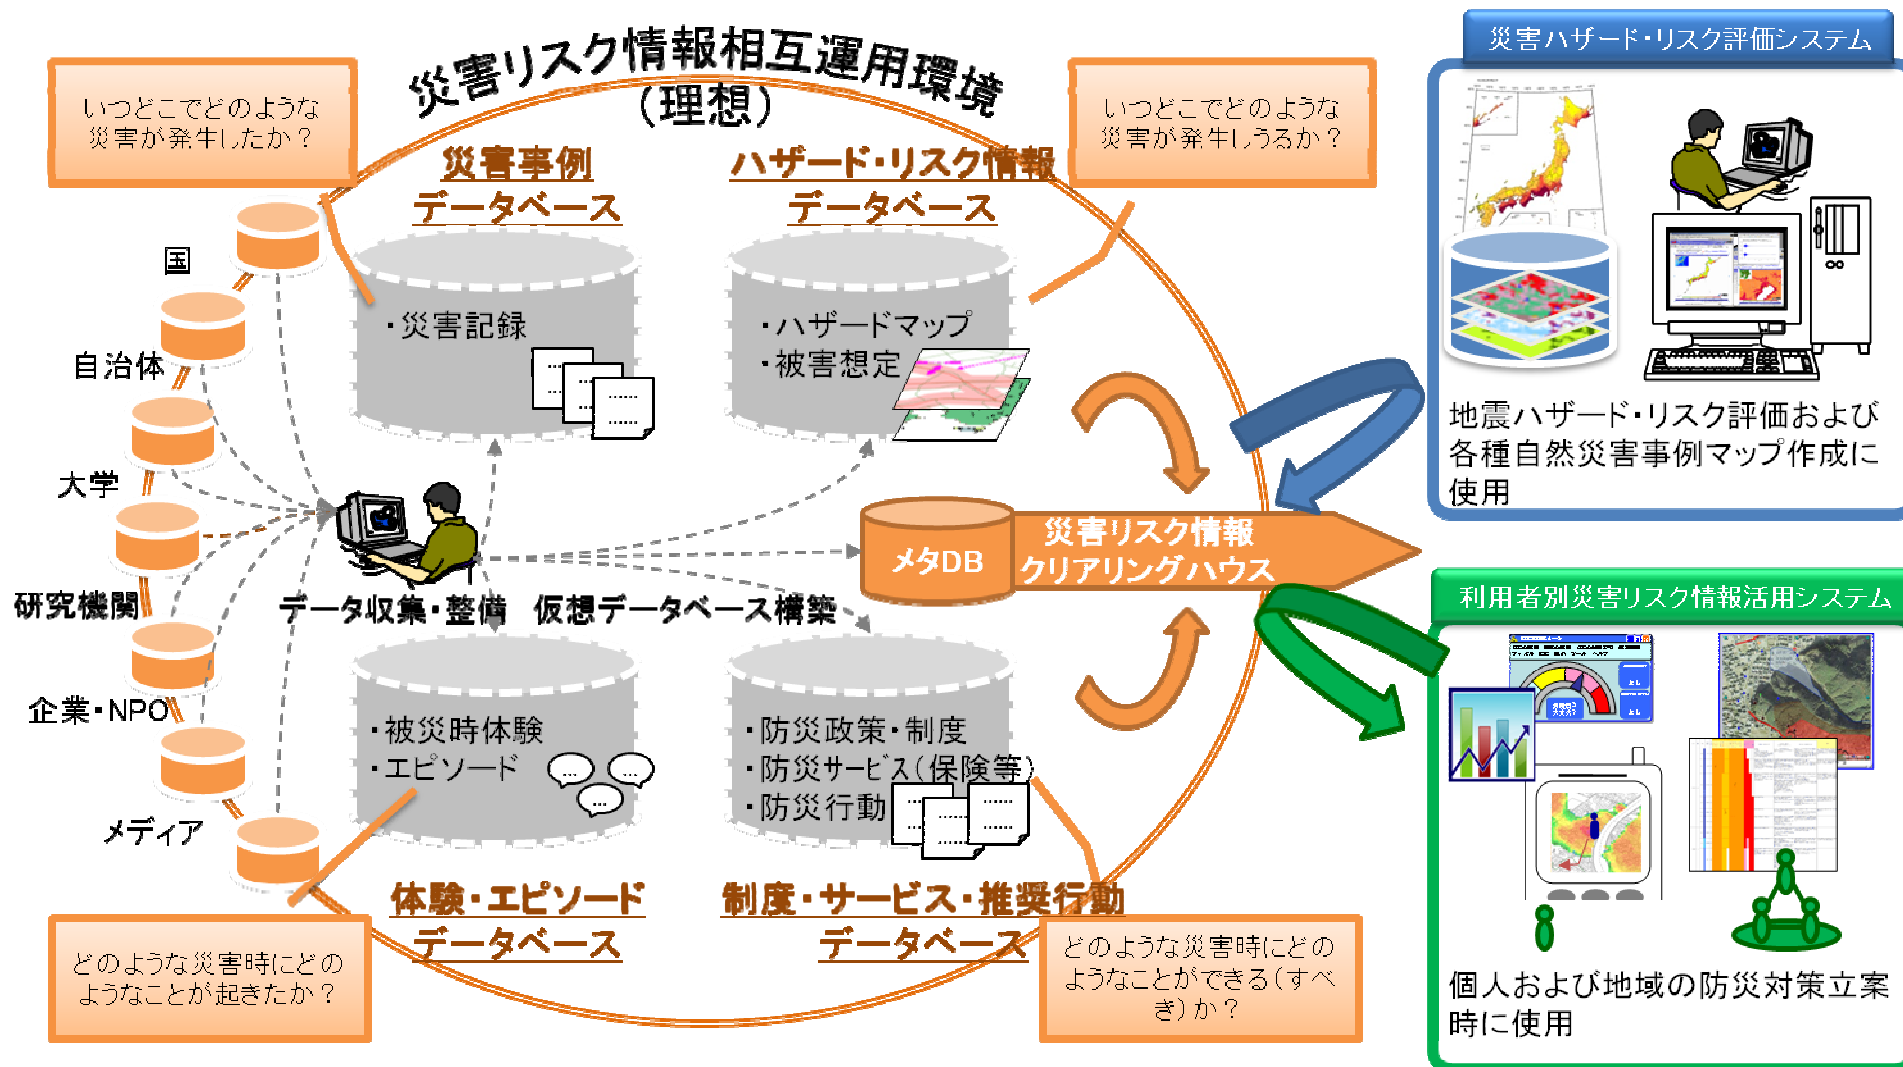 災害リスク情報相互運用環境
(理想)
いつどこでどのような
災害が発生したか？
いつどこでどのような
災害が発生しうるか？
災害事例
データベース
ハザード・リスク情報
データベース
・災害記録
・ハザードマップ
・被害想定
国
自治体
大学
研究機関
企業・NPO
メディア
データ収集・整備
仮想データベース構築
メタDB
災害リスク情報
クリアリングハウス
・被災時体験
・エピソード
・防災政策・制度
・防災サービス(保険等)
・防災行動
体験・エピソード
データベース
制度・サービス・推奨行動
データベース
どのような災害時にどの
ようなことが起きたか？
どのような災害時にどの
ようなことができる(すべ
き)か？
災害ハザード・リスク評価システム
地震ハザード・リスク評価および
各種自然災害事例マップ作成に
使用
利用者別災害リスク情報活用システム
個人および地域の防災対策立案
時に使用